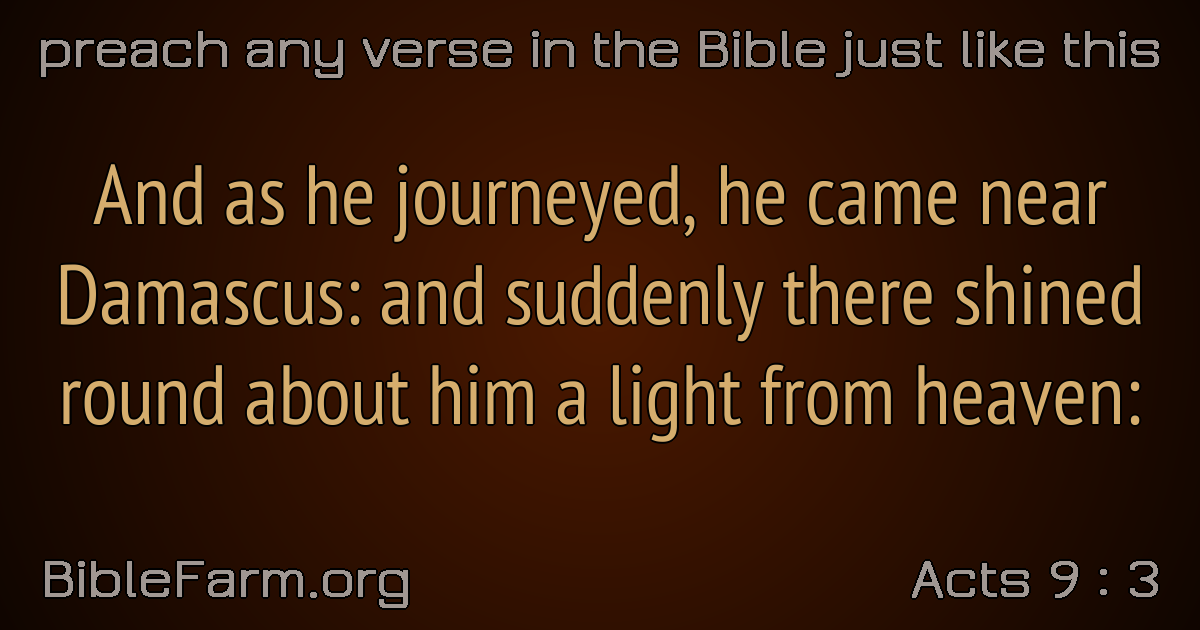 preach any verse in the Bible just like this
And as he journeyed, he came near
Damascus: and suddenly there shined
round about him a light from heaven:
BibleFarm.org
Acts 9 : 3